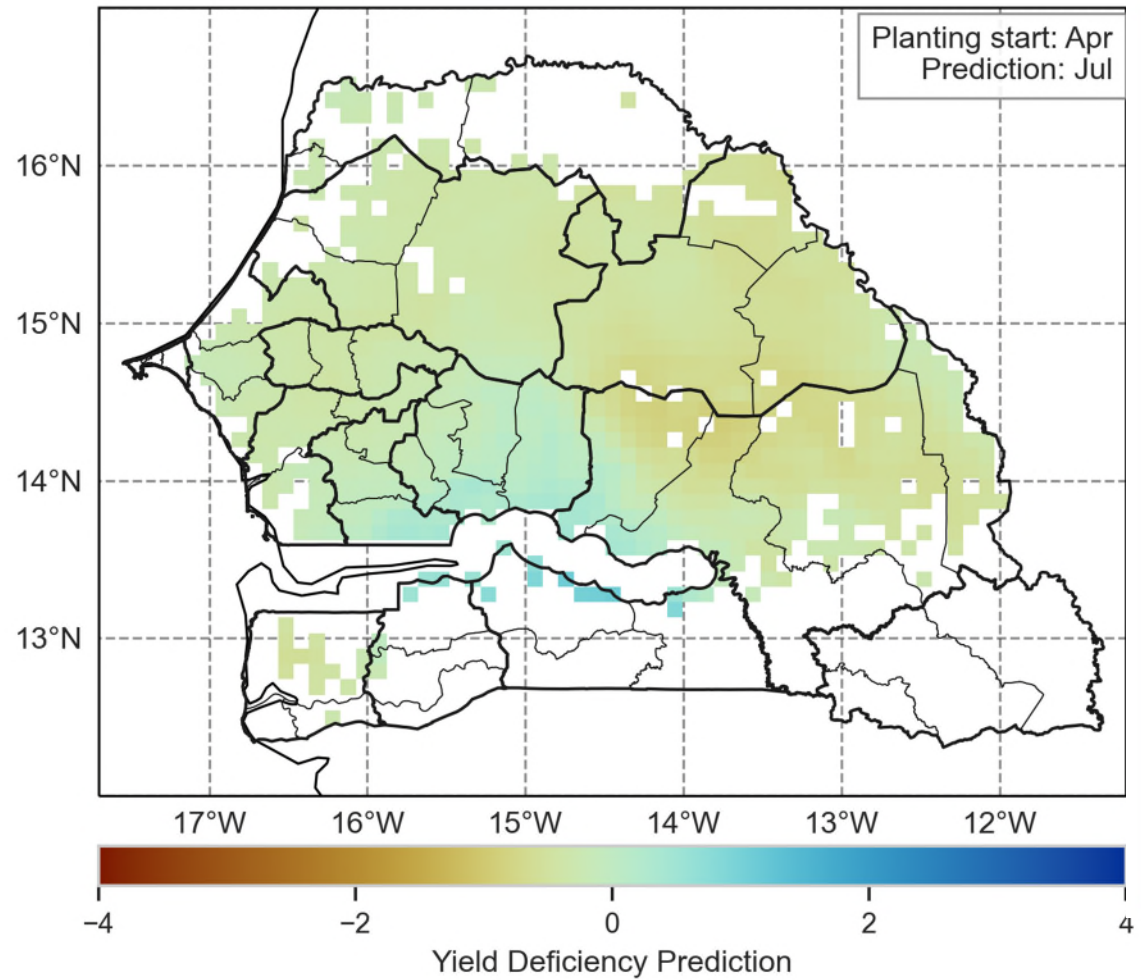 Planting start: Apr
Prediction: Jul
16°N
15°N
14°N
13°N
17°W 16°W 15°W 14°W 13°W 12°W
−4 −2 0 2 4
Yield Deficiency Prediction